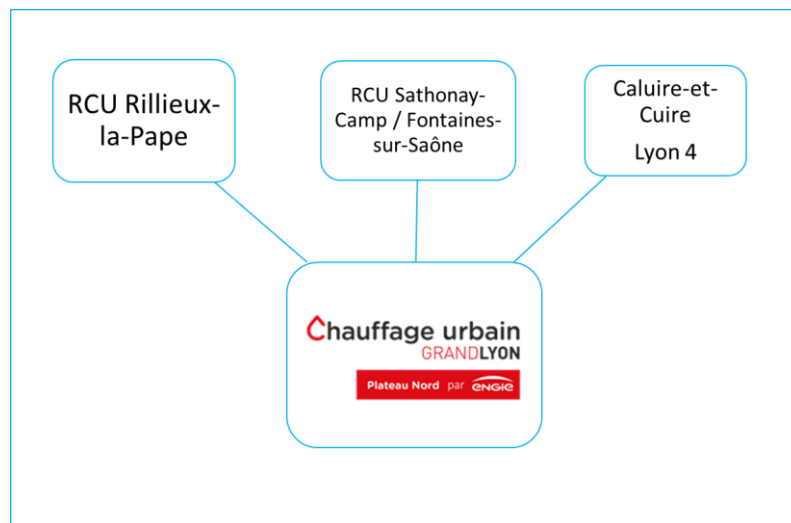 RCU Rillieux-
la-Pape
RCU Sathonay-
Camp / Fontaines-
sur-Saône
Caluire-et-
Cuire
Lyon 4
Chauffage urbain
GRANDLYON
Plateau Nord par ENGIE